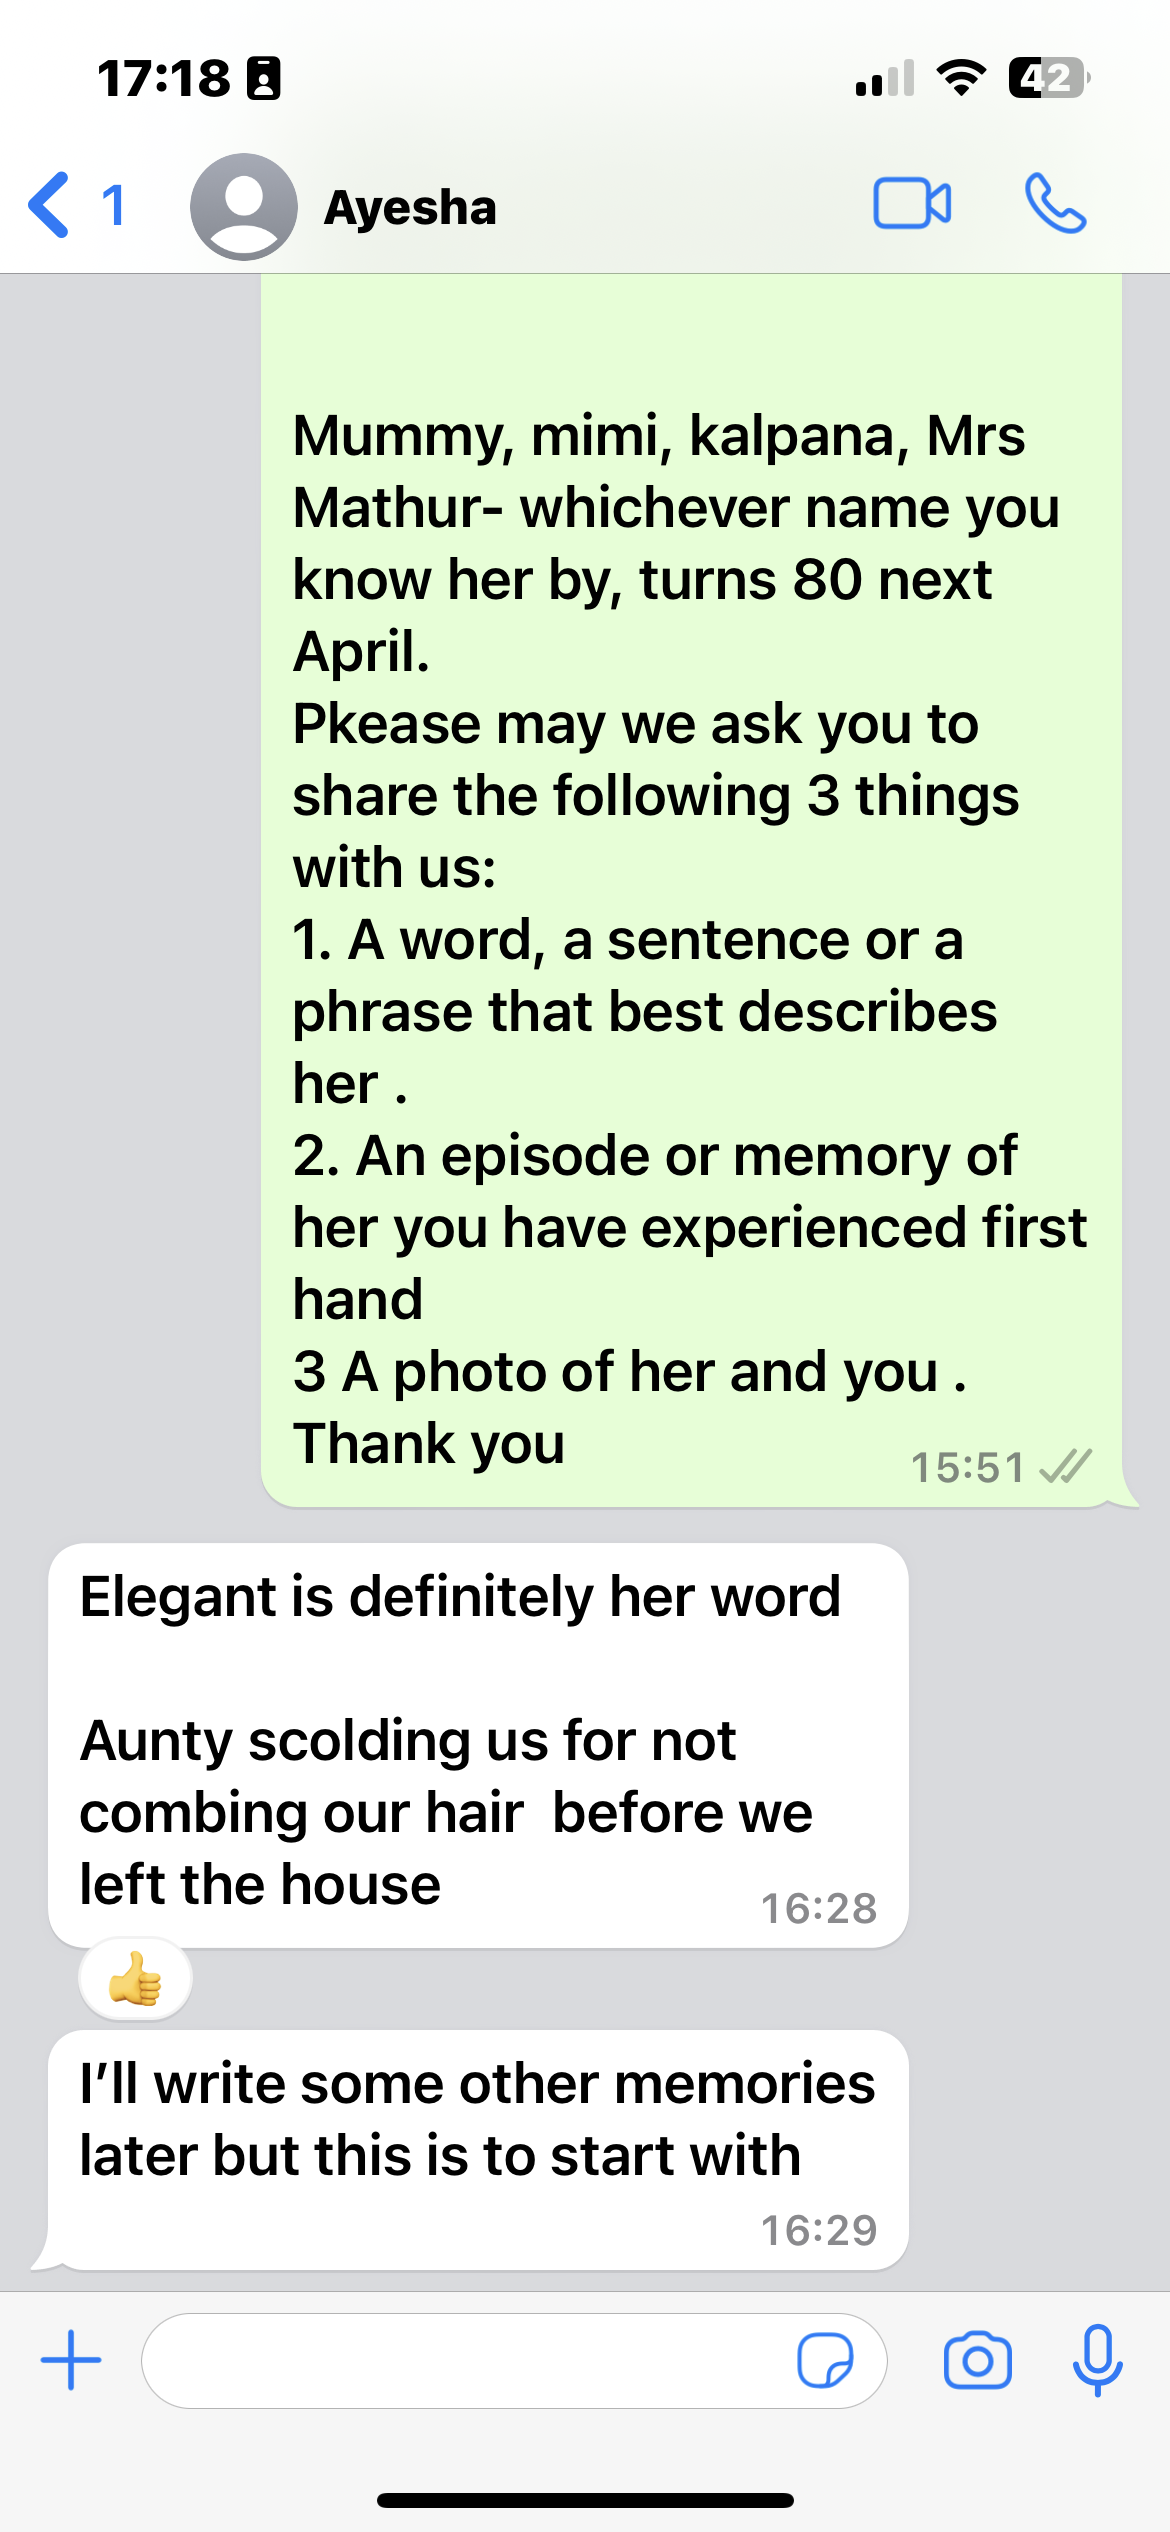 17:18
42
1
Ayesha
Mummy, mimi, kalpana, Mrs
Mathur- whichever name you
know her by, turns 80 next
April.
Pkease may we ask you to
share the following 3 things
with us:
1. A word, a sentence or a
phrase that best describes
her .
2. An episode or memory of
her you have experienced first
hand
3 A photo of her and you .
Thank you
15:51
Elegant is definitely her word
Aunty scolding us for not
combing our hair  before we
left the house
16:28
I’ll write some other memories
later but this is to start with
16:29